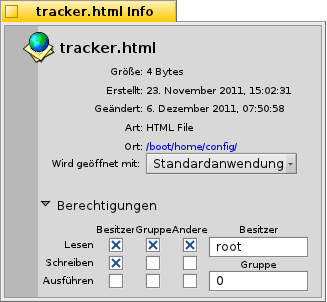 tracker.html Info
tracker.html
Größe: 4 Bytes
Erstellt: 23. November 2011, 15:02:31
Geändert: 6. Dezember 2011, 07:50:58
Art: HTML File
Ort: /boot/home/config/
Wird geöffnet mit: Standardanwendung
Berechtigungen
Besitzer Gruppe Andere Besitzer
Lesen root
Schreiben Gruppe
Ausführen 0